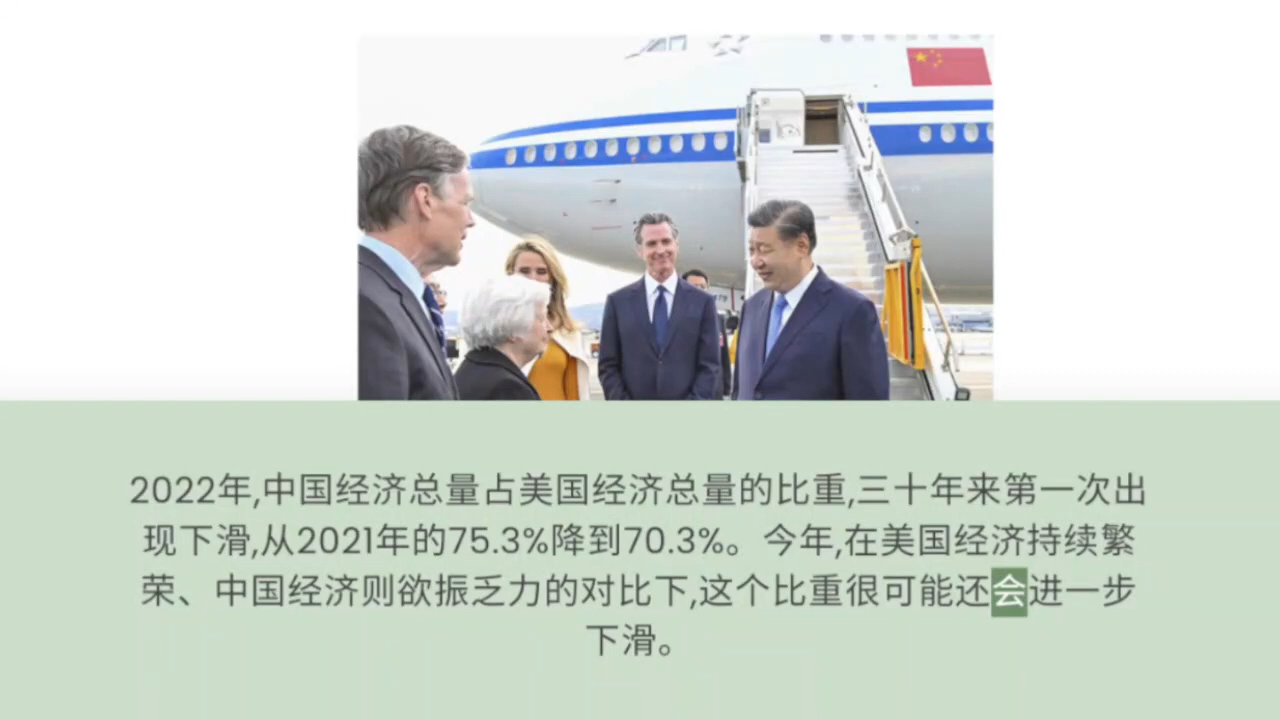 2022年,中国经济总量占美国经济总量的比重,三十年来第一次出
现下滑,从2021年的75.3%降到70.3%。今年,在美国经济持续繁
荣、中国经济则欲振乏力的对比下,这个比重很可能还会进一步
下滑。